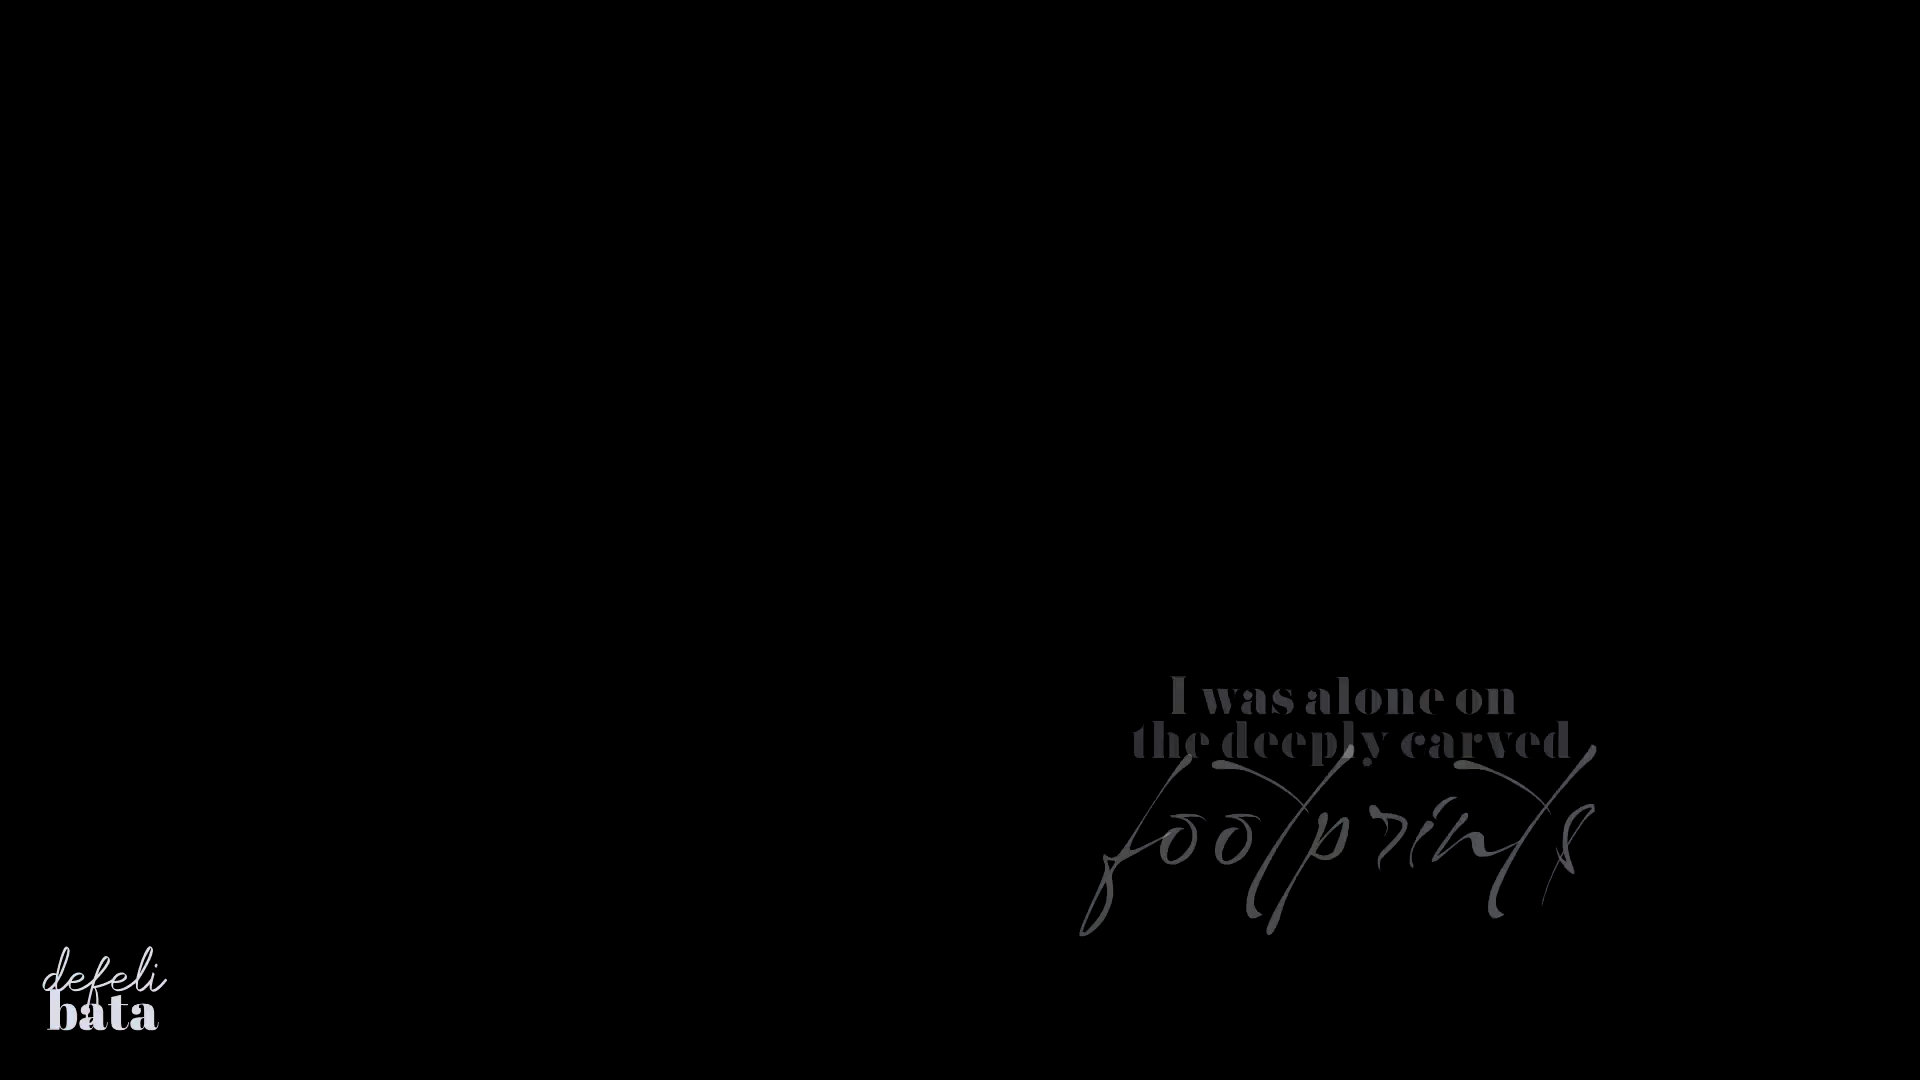 I was alone on
the deeply carved
footprints
defeli
bata